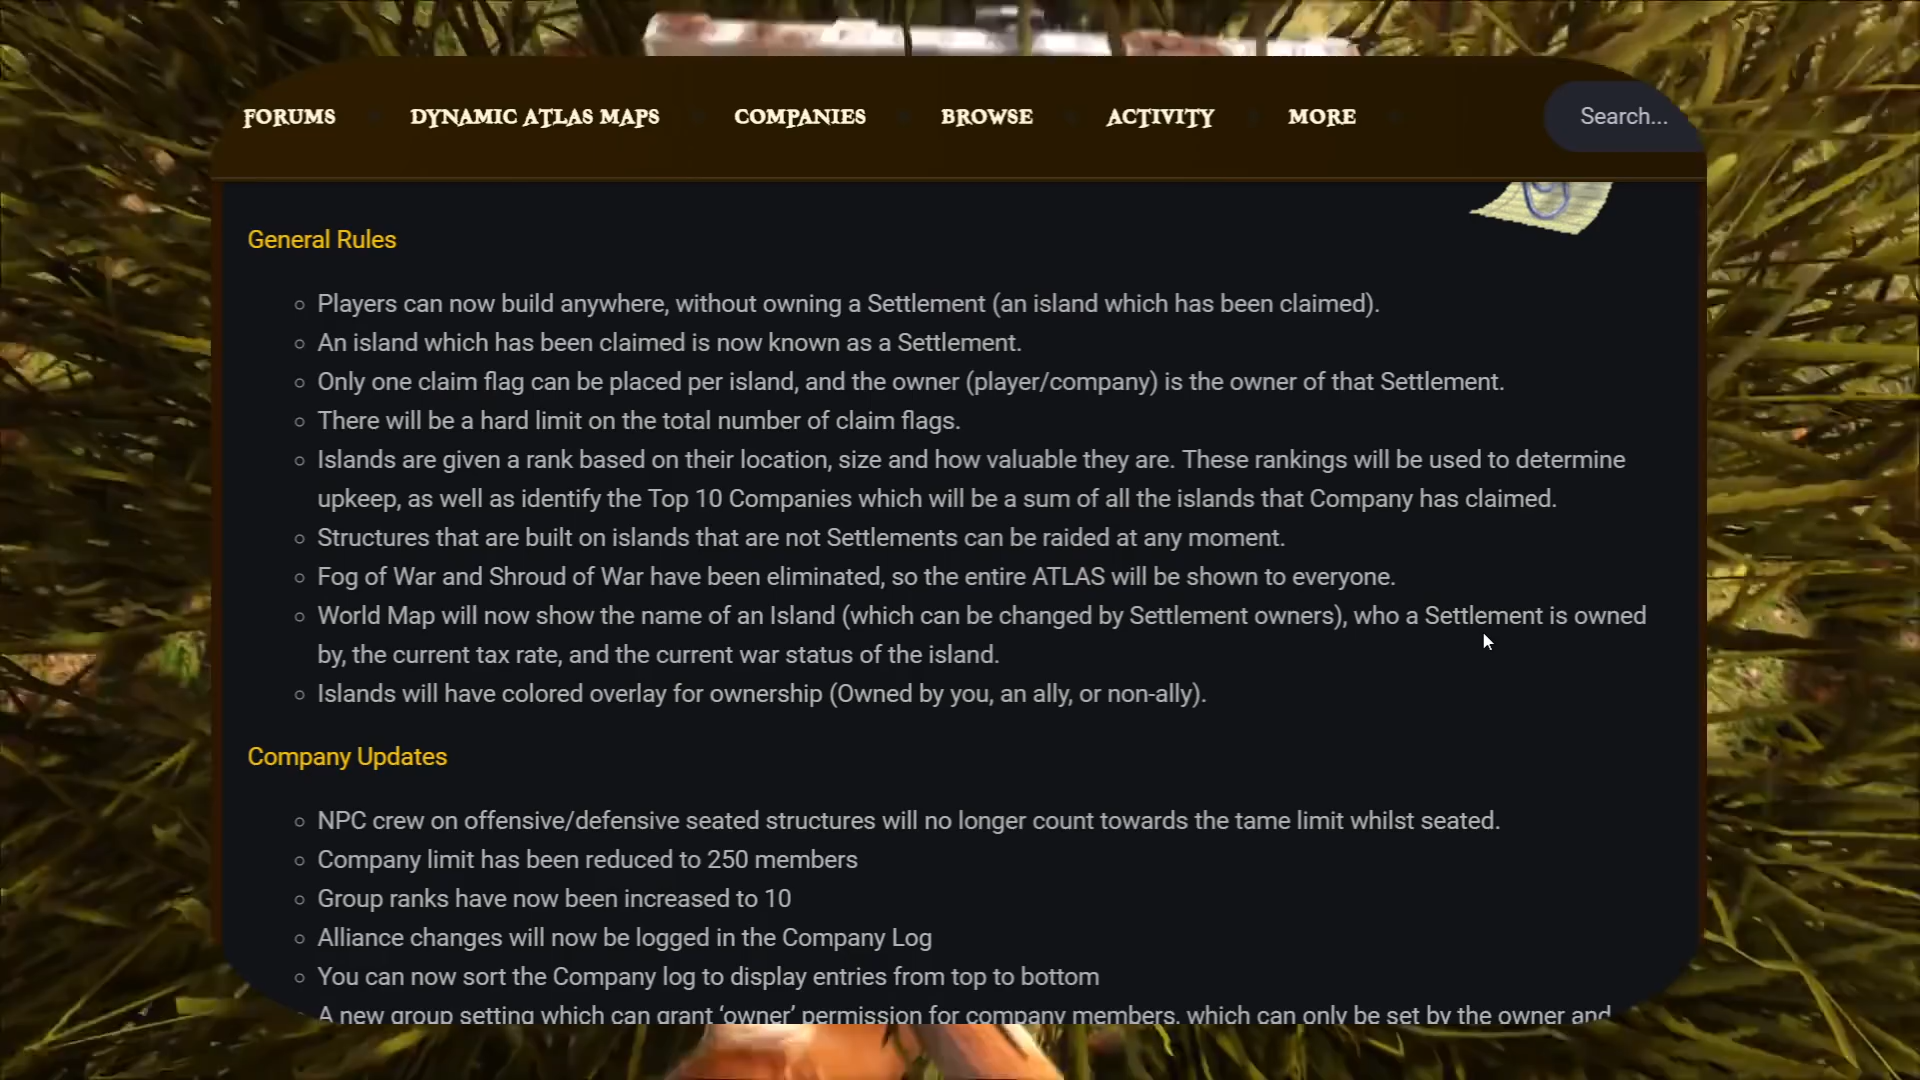 FORUMS DYNAMIC ATLAS MAPS COMPANIES BROWSE ACTIVITY MORE Search...
General Rules
Players can now build anywhere, without owning a Settlement (an island which has been claimed).
An island which has been claimed is now known as a Settlement.
Only one claim flag can be placed per island, and the owner (player/company) is the owner of that Settlement.
There will be a hard limit on the total number of claim flags.
Islands are given a rank based on their location, size and how valuable they are. These rankings will be used to determine
upkeep, as well as identify the Top 10 Companies which will be a sum of all the islands that Company has claimed.
Structures that are built on islands that are not Settlements can be raided at any moment.
Fog of War and Shroud of War have been eliminated, so the entire ATLAS will be shown to everyone.
World Map will now show the name of an Island (which can be changed by Settlement owners), who a Settlement is owned
by, the current tax rate, and the current war status of the island.
Islands will have colored overlay for ownership (Owned by you, an ally, or non-ally).
Company Updates
NPC crew on offensive/defensive seated structures will no longer count towards the tame limit whilst seated.
Company limit has been reduced to 250 members
Group ranks have now been increased to 10
Alliance changes will now be logged in the Company Log
You can now sort the Company log to display entries from top to bottom
A new group setting which can grant ‘owner’ permission for company members, which can only be set by the owner and